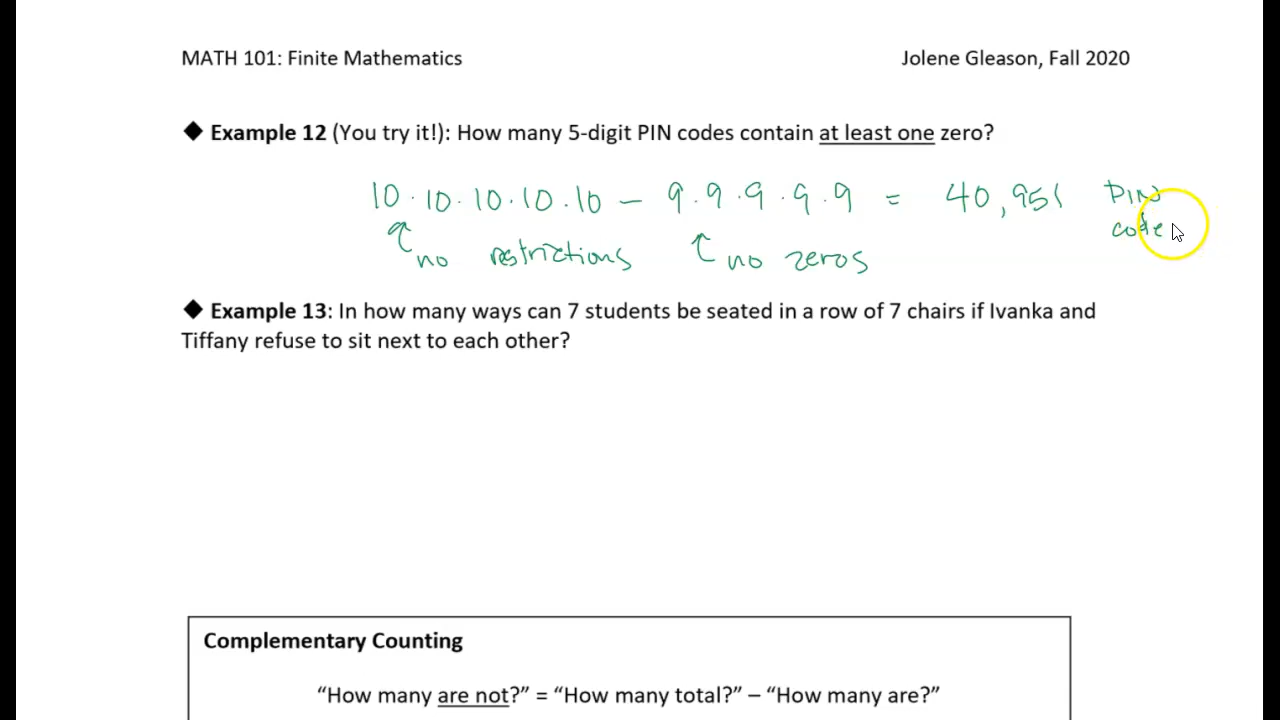 MATH 101: Finite Mathematics Jolene Gleason, Fall 2020
◆ Example 12 (You try it!): How many 5-digit PIN codes contain at least one zero?
10 · 10 · 10 · 10 · 10 – 9 · 9 · 9 · 9 · 9 = 40,951 PIN
code
no restrictions no zeros
◆ Example 13: In how many ways can 7 students be seated in a row of 7 chairs if Ivanka and
Tiffany refuse to sit next to each other?
Complementary Counting
“How many are not?” = “How many total?” – “How many are?”